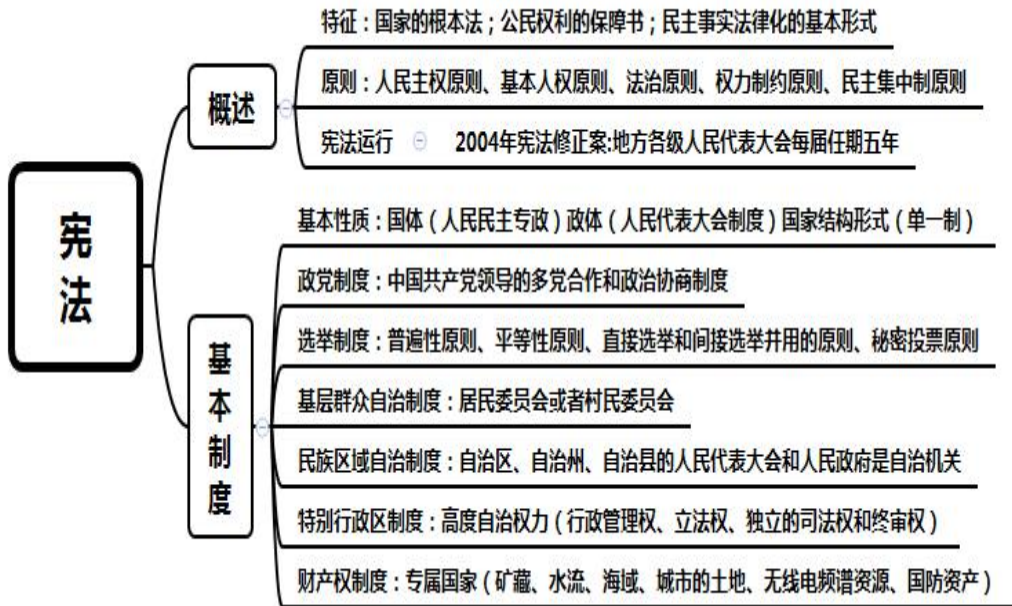 宪法
概述
特征：国家的根本法；公民权利的保障书；民主事实法律化的基本形式
原则：人民主权原则、基本人权原则、法治原则、权力制约原则、民主集中制原则
宪法运行 2004年宪法修正案:地方各级人民代表大会每届任期五年
基本制度
基本性质：国体（人民民主专政）政体（人民代表大会制度）国家结构形式（单一制）
政党制度：中国共产党领导的多党合作和政治协商制度
选举制度：普遍性原则、平等性原则、直接选举和间接选举并用的原则、秘密投票原则
基层群众自治制度：居民委员会或者村民委员会
民族区域自治制度：自治区、自治州、自治县的人民代表大会和人民政府是自治机关
特别行政区制度：高度自治权力（行政管理权、立法权、独立的司法权和终审权）
财产权制度：专属国家（矿藏、水流、海域、城市的土地、无线电频谱资源、国防资产）